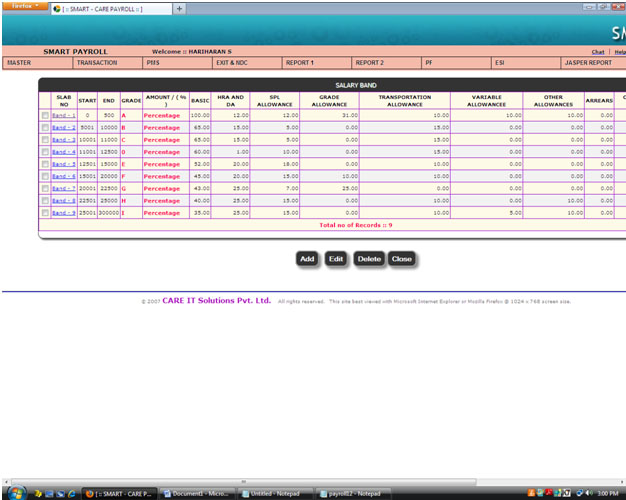 Firefox
[ :: SMART - CARE PAYROLL :: ]
SM
SMART PAYROLL Welcome :: HARIHARAN S Chat | Help
MASTER TRANSACTION PMS EXIT & NDC REPORT 1 REPORT 2 PF ESI JASPER REPORT
SALARY BAND
SLAB NO START END GRADE AMOUNT / ( % ) BASIC HRA AND DA SPL ALLOWANCE GRADE ALLOWANCE TRANSPORTATION ALLOWANCE VARIABLE ALLOWANCEE OTHER ALLOWANCES ARREARS
Band - 1 0 500 A Percentage 100.00 12.00 12.00 31.00 10.00 10.00 10.00 0.00
Band - 2 5001 10000 B Percentage 65.00 15.00 5.00 0.00 15.00 0.00 0.00 0.00
Band - 3 10001 11000 C Percentage 65.00 15.00 5.00 0.00 15.00 0.00 0.00 0.00
Band - 4 11001 12500 D Percentage 60.00 1.00 10.00 0.00 15.00 0.00 0.00 0.00
Band - 5 12501 15000 E Percentage 52.00 20.00 18.00 0.00 10.00 0.00 0.00 0.00
Band - 6 15001 20000 F Percentage 45.00 20.00 15.00 10.00 10.00 0.00 0.00 0.00
Band - 7 20001 22500 G Percentage 43.00 25.00 7.00 25.00 0.00 0.00 0.00 0.00
Band - 8 22501 25000 H Percentage 40.00 25.00 15.00 0.00 10.00 0.00 10.00 0.00
Band - 9 25001 300000 I Percentage 35.00 25.00 15.00 0.00 10.00 5.00 10.00 0.00
Total no of Records :: 9
Add Edit Delete Close
© 2007 CARE IT Solutions Pvt. Ltd. All rights reserved. This site best viewed with Microsoft Internet Explorer or Mozilla Firefox @ 1024 x 768 screen size.
[ :: SMART - CARE P... Document1 - Micro... Untitled - Notepad payroll12 - Notepad 3:00 PM